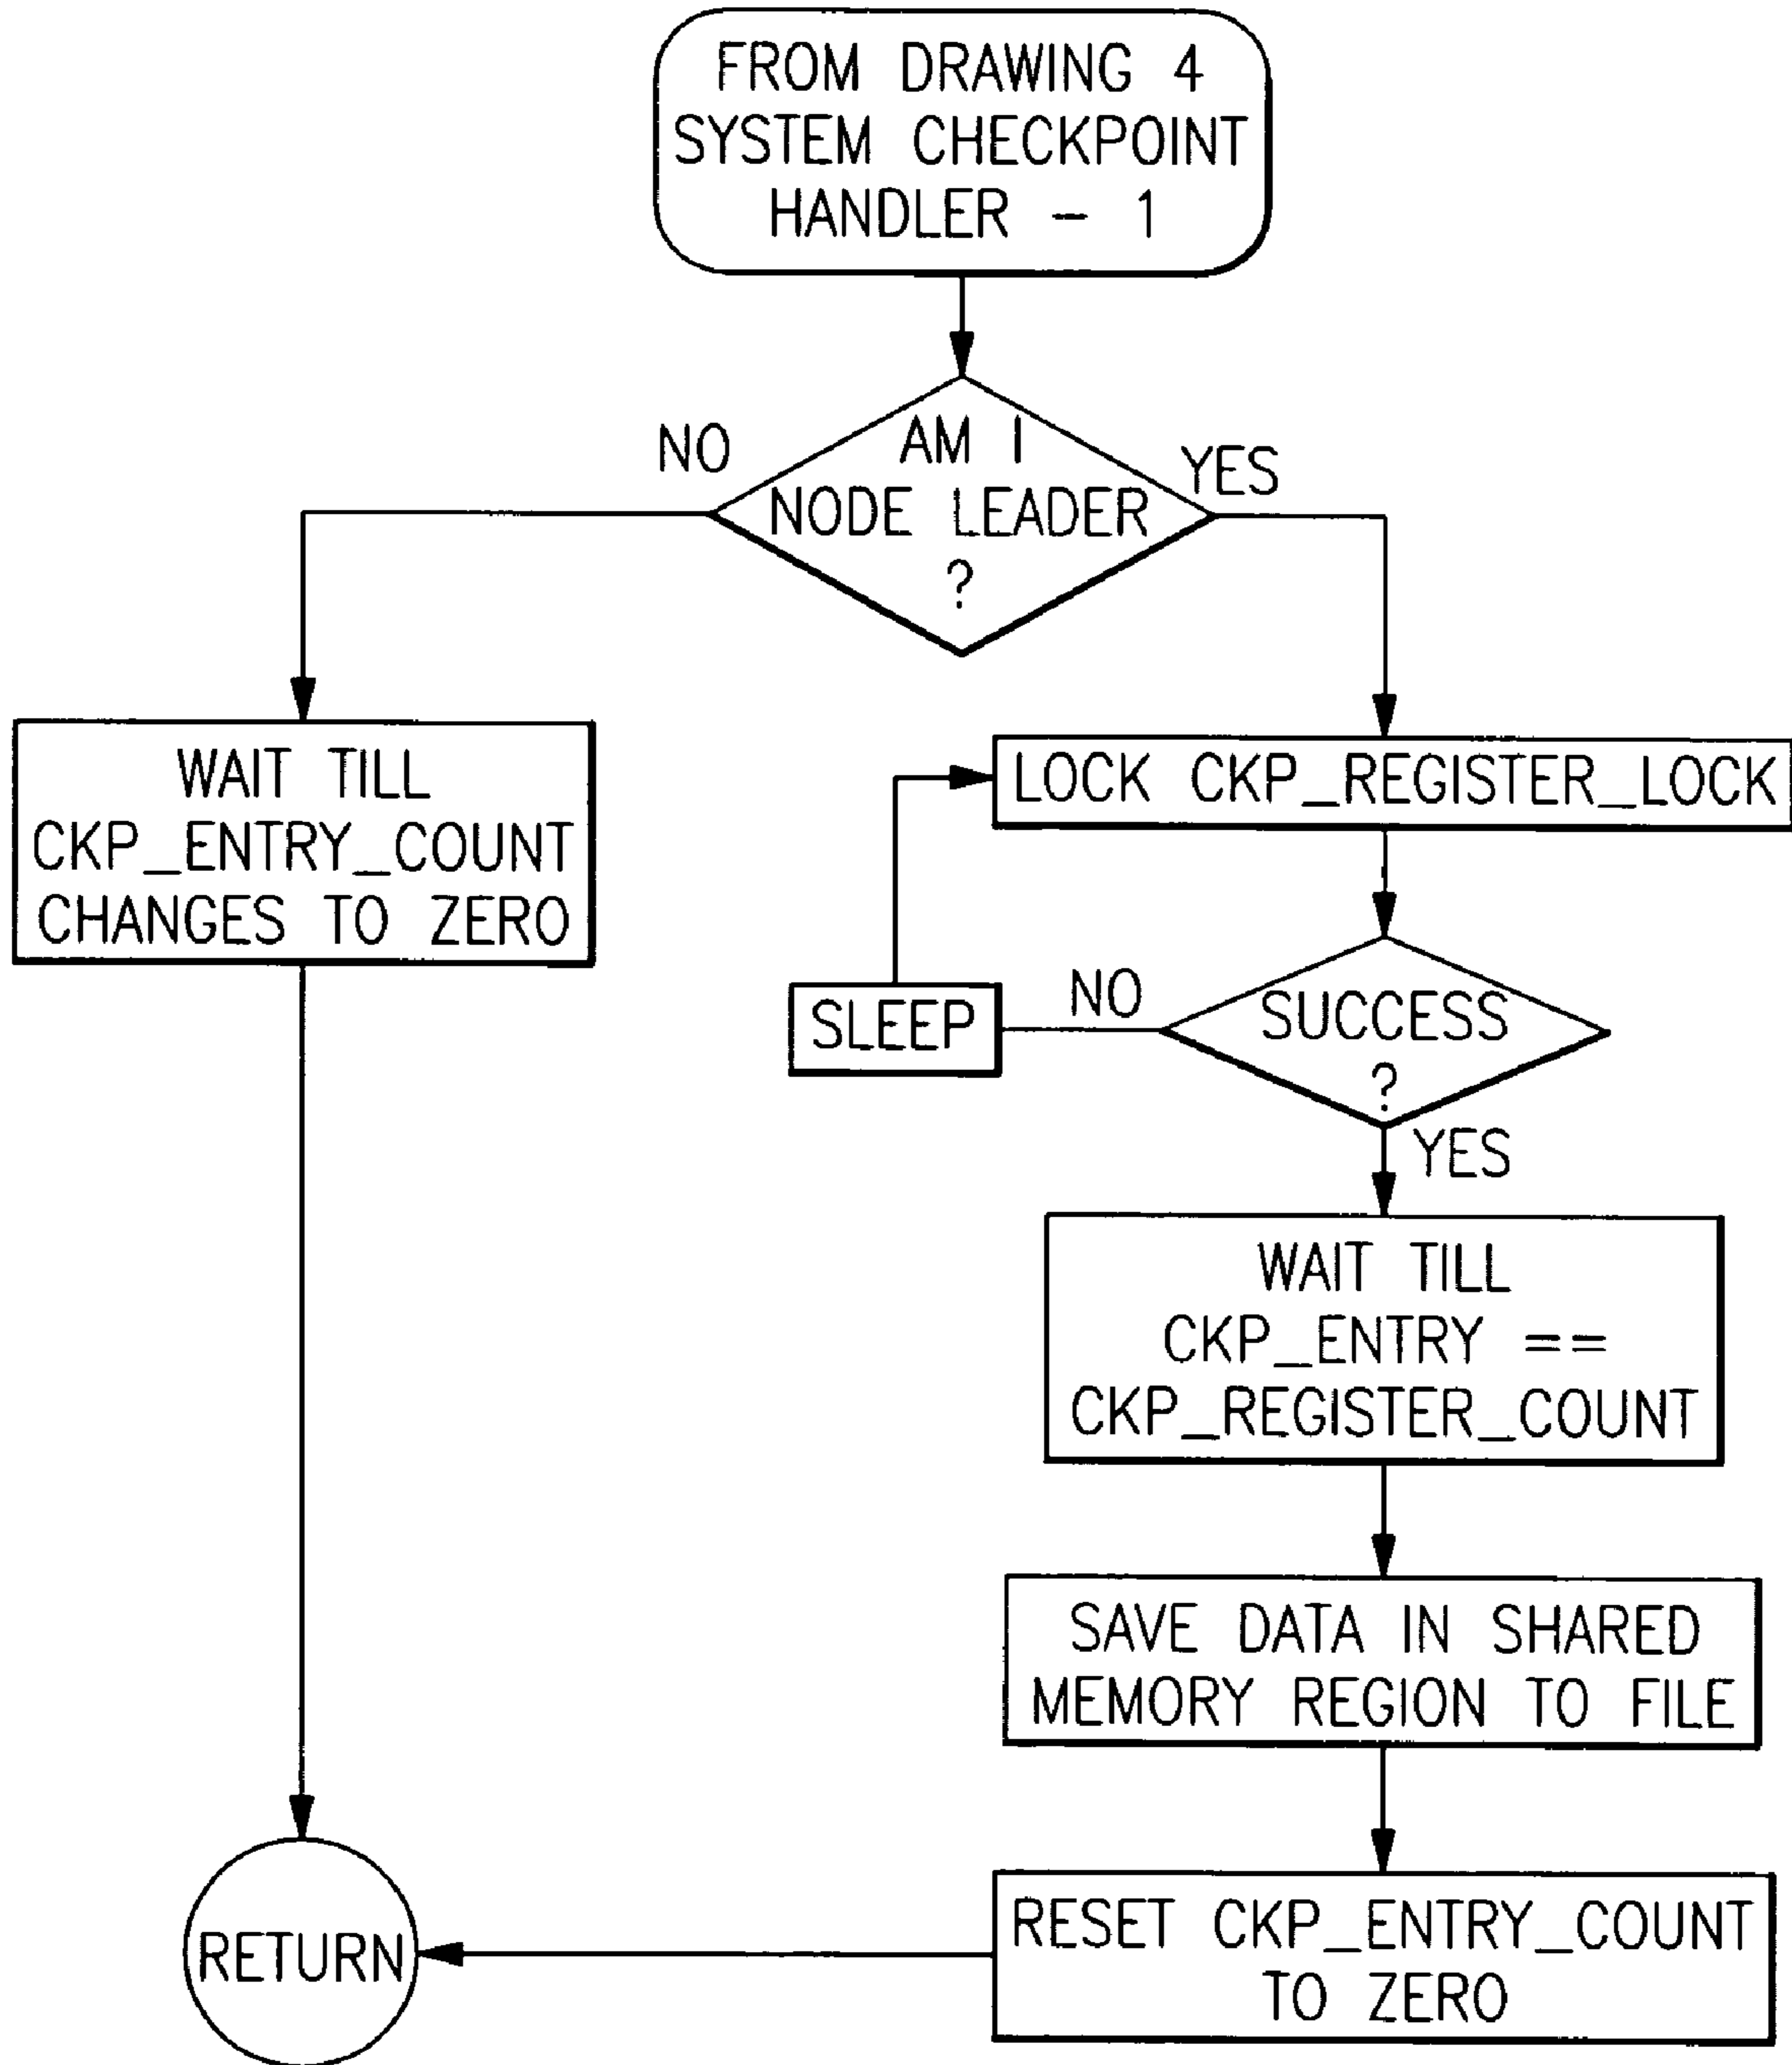 FROM DRAWING 4
SYSTEM CHECKPOINT
HANDLER - 1
NO
AM I
NODE LEADER
?
YES
WAIT TILL
CKP_ENTRY_COUNT
CHANGES TO ZERO
LOCK CKP_REGISTER_LOCK
SLEEP
NO
SUCCESS
?
YES
WAIT TILL
CKP_ENTRY ==
CKP_REGISTER_COUNT
SAVE DATA IN SHARED
MEMORY REGION TO FILE
RESET CKP_ENTRY_COUNT
TO ZERO
RETURN